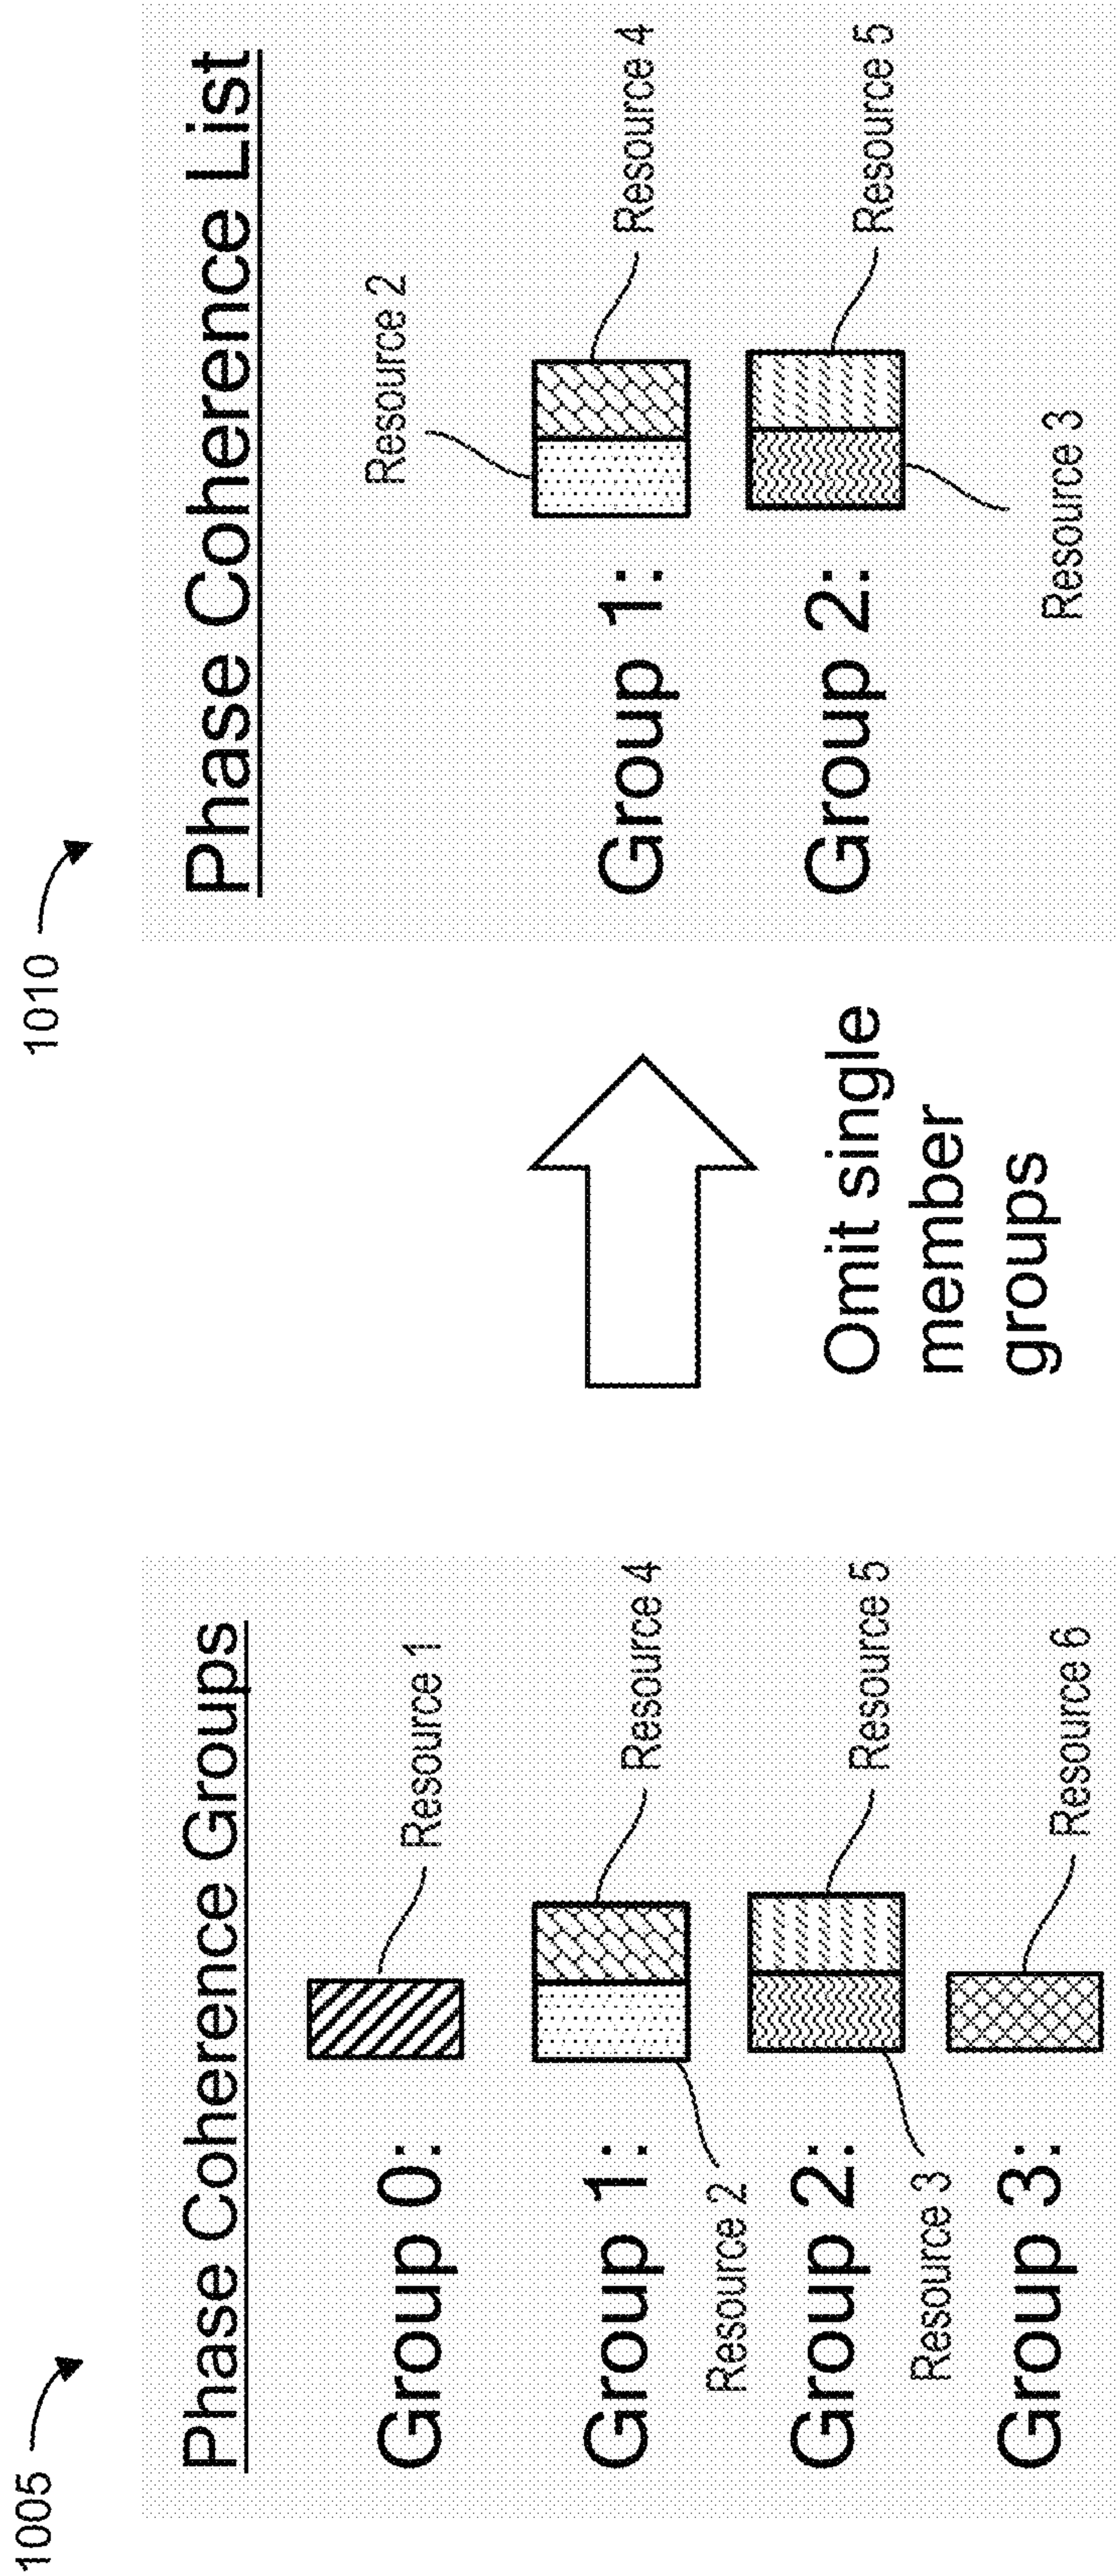 1005
Phase Coherence Groups
Group 0:
Resource 1
Group 1:
Resource 4
Resource 2
Group 2:
Resource 5
Resource 3
Group 3:
Resource 6
Omit single
member
groups
1010
Phase Coherence List
Resource 2
Group 1:
Resource 4
Group 2:
Resource 5
Resource 3